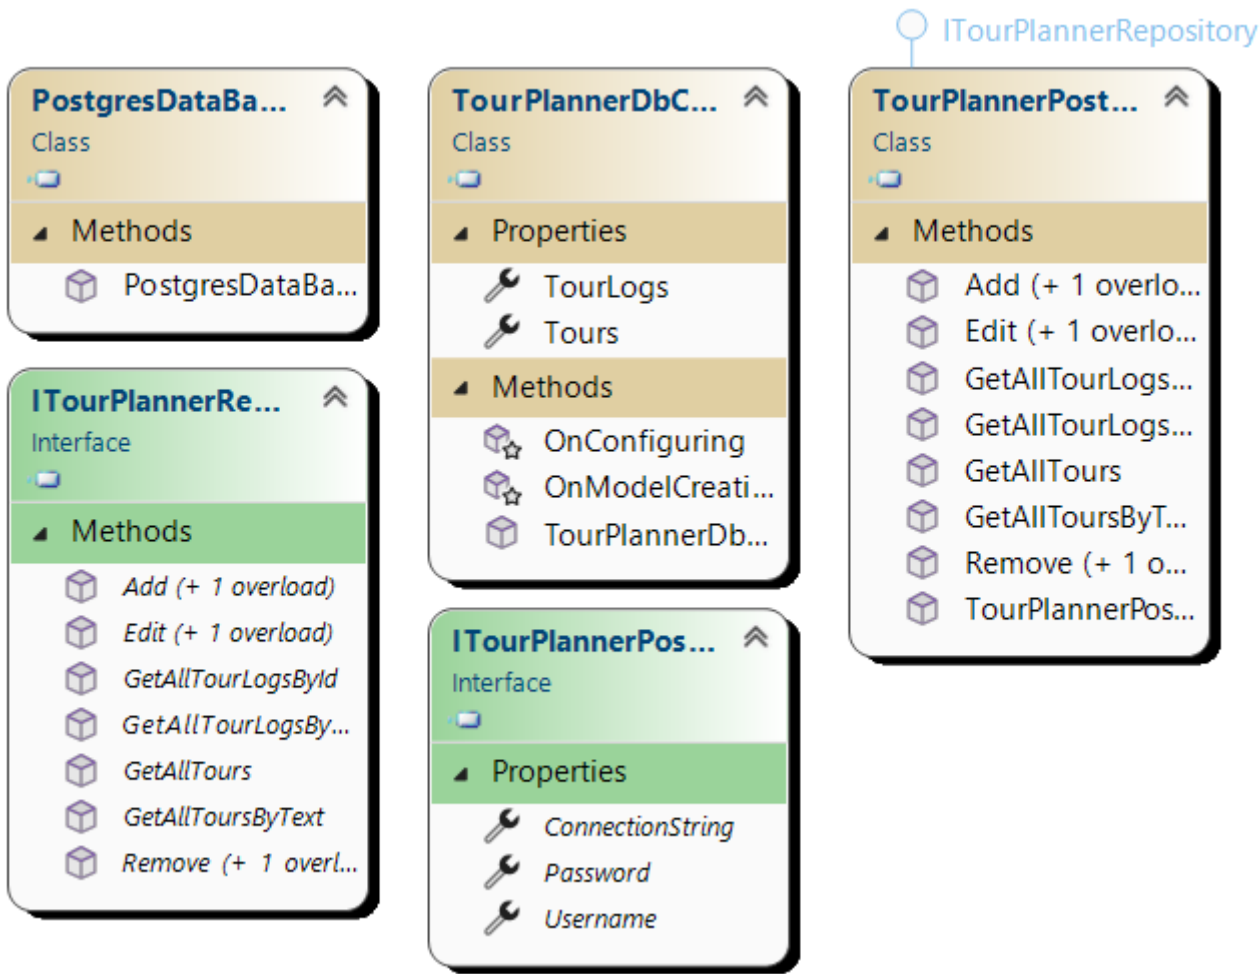 ITourPlannerRepository
PostgresDataBa...
Class
Methods
PostgresDataBa...
ITourPlannerRe...
Interface
Methods
Add (+ 1 overload)
Edit (+ 1 overload)
GetAllTourLogsById
GetAllTourLogsBy...
GetAllTours
GetAllToursByText
Remove (+ 1 overl...
TourPlannerDbC...
Class
Properties
TourLogs
Tours
Methods
OnConfiguring
OnModelCreati...
TourPlannerDb...
ITourPlannerPos...
Interface
Properties
ConnectionString
Password
Username
TourPlannerPost...
Class
Methods
Add (+ 1 overlo...
Edit (+ 1 overlo...
GetAllTourLogs...
GetAllTourLogs...
GetAllTours
GetAllToursByT...
Remove (+ 1 o...
TourPlannerPos...